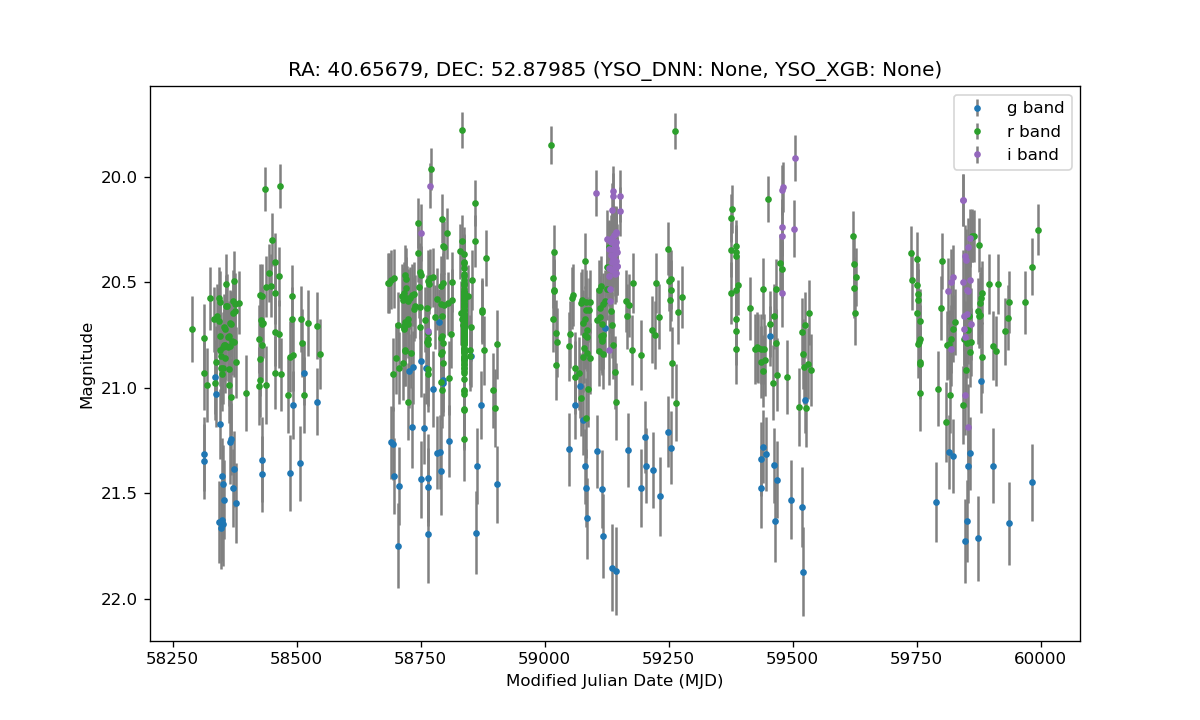 RA: 40.65679, DEC: 52.87985 (YSO_DNN: None, YSO_XGB: None)
g band
r band
i band
20.0
20.5
21.0
21.5
22.0
Magnitude
58250 58500 58750 59000 59250 59500 59750 60000
Modified Julian Date (MJD)